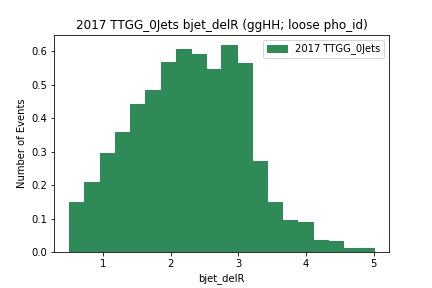 2017 TTGG_0Jets bjet_delR (ggHH; loose pho_id)
2017 TTGG_0Jets
Number of Events
0.6
0.5
0.4
0.3
0.2
0.1
0.0
1 2 3 4 5
bjet_delR